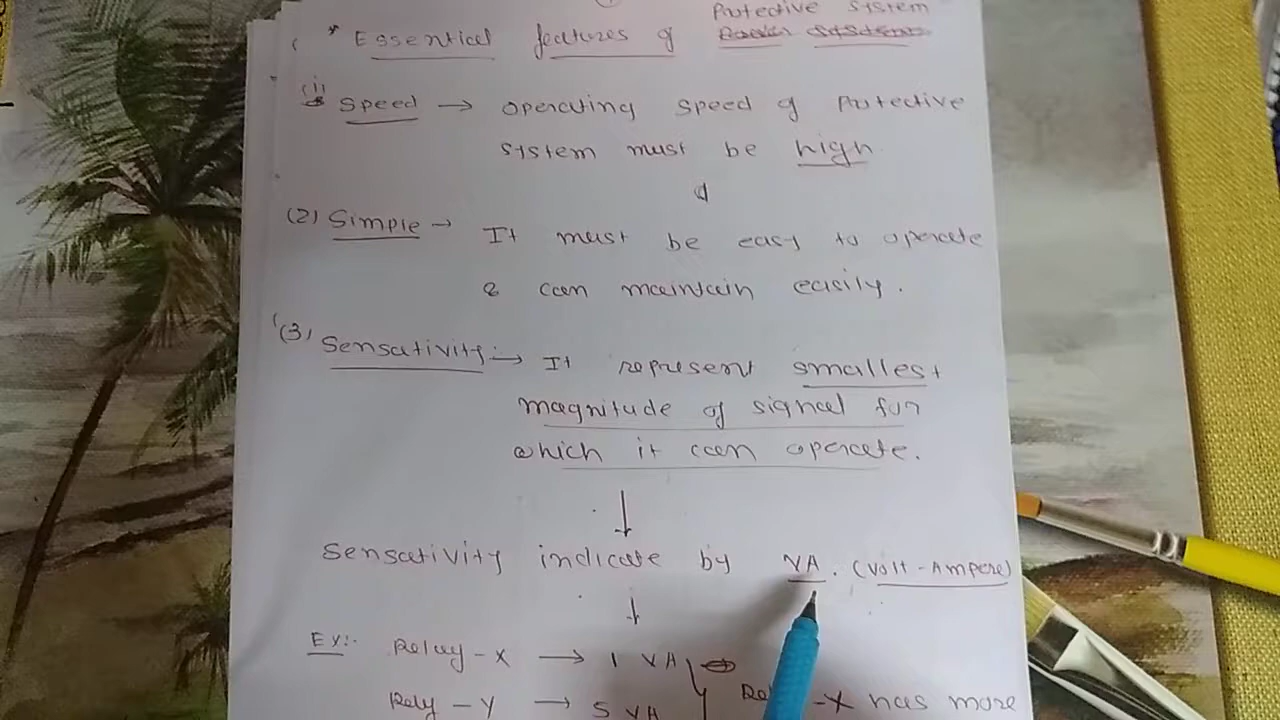 Protective System
* Essential features of
(1) Speed → operating speed of Protective
system must be high
(2) Simple → It must be easy to operate
& can maintain easily.
(3) Sensativity:→ It represent smallest
magnitude of signal for
which it can operate.
↓
Sensativity indicate by VA. (Volt-Ampere)
↓
Ex:- Relay-X → 1 VA
Rely-Y → 5 VA
-X has more